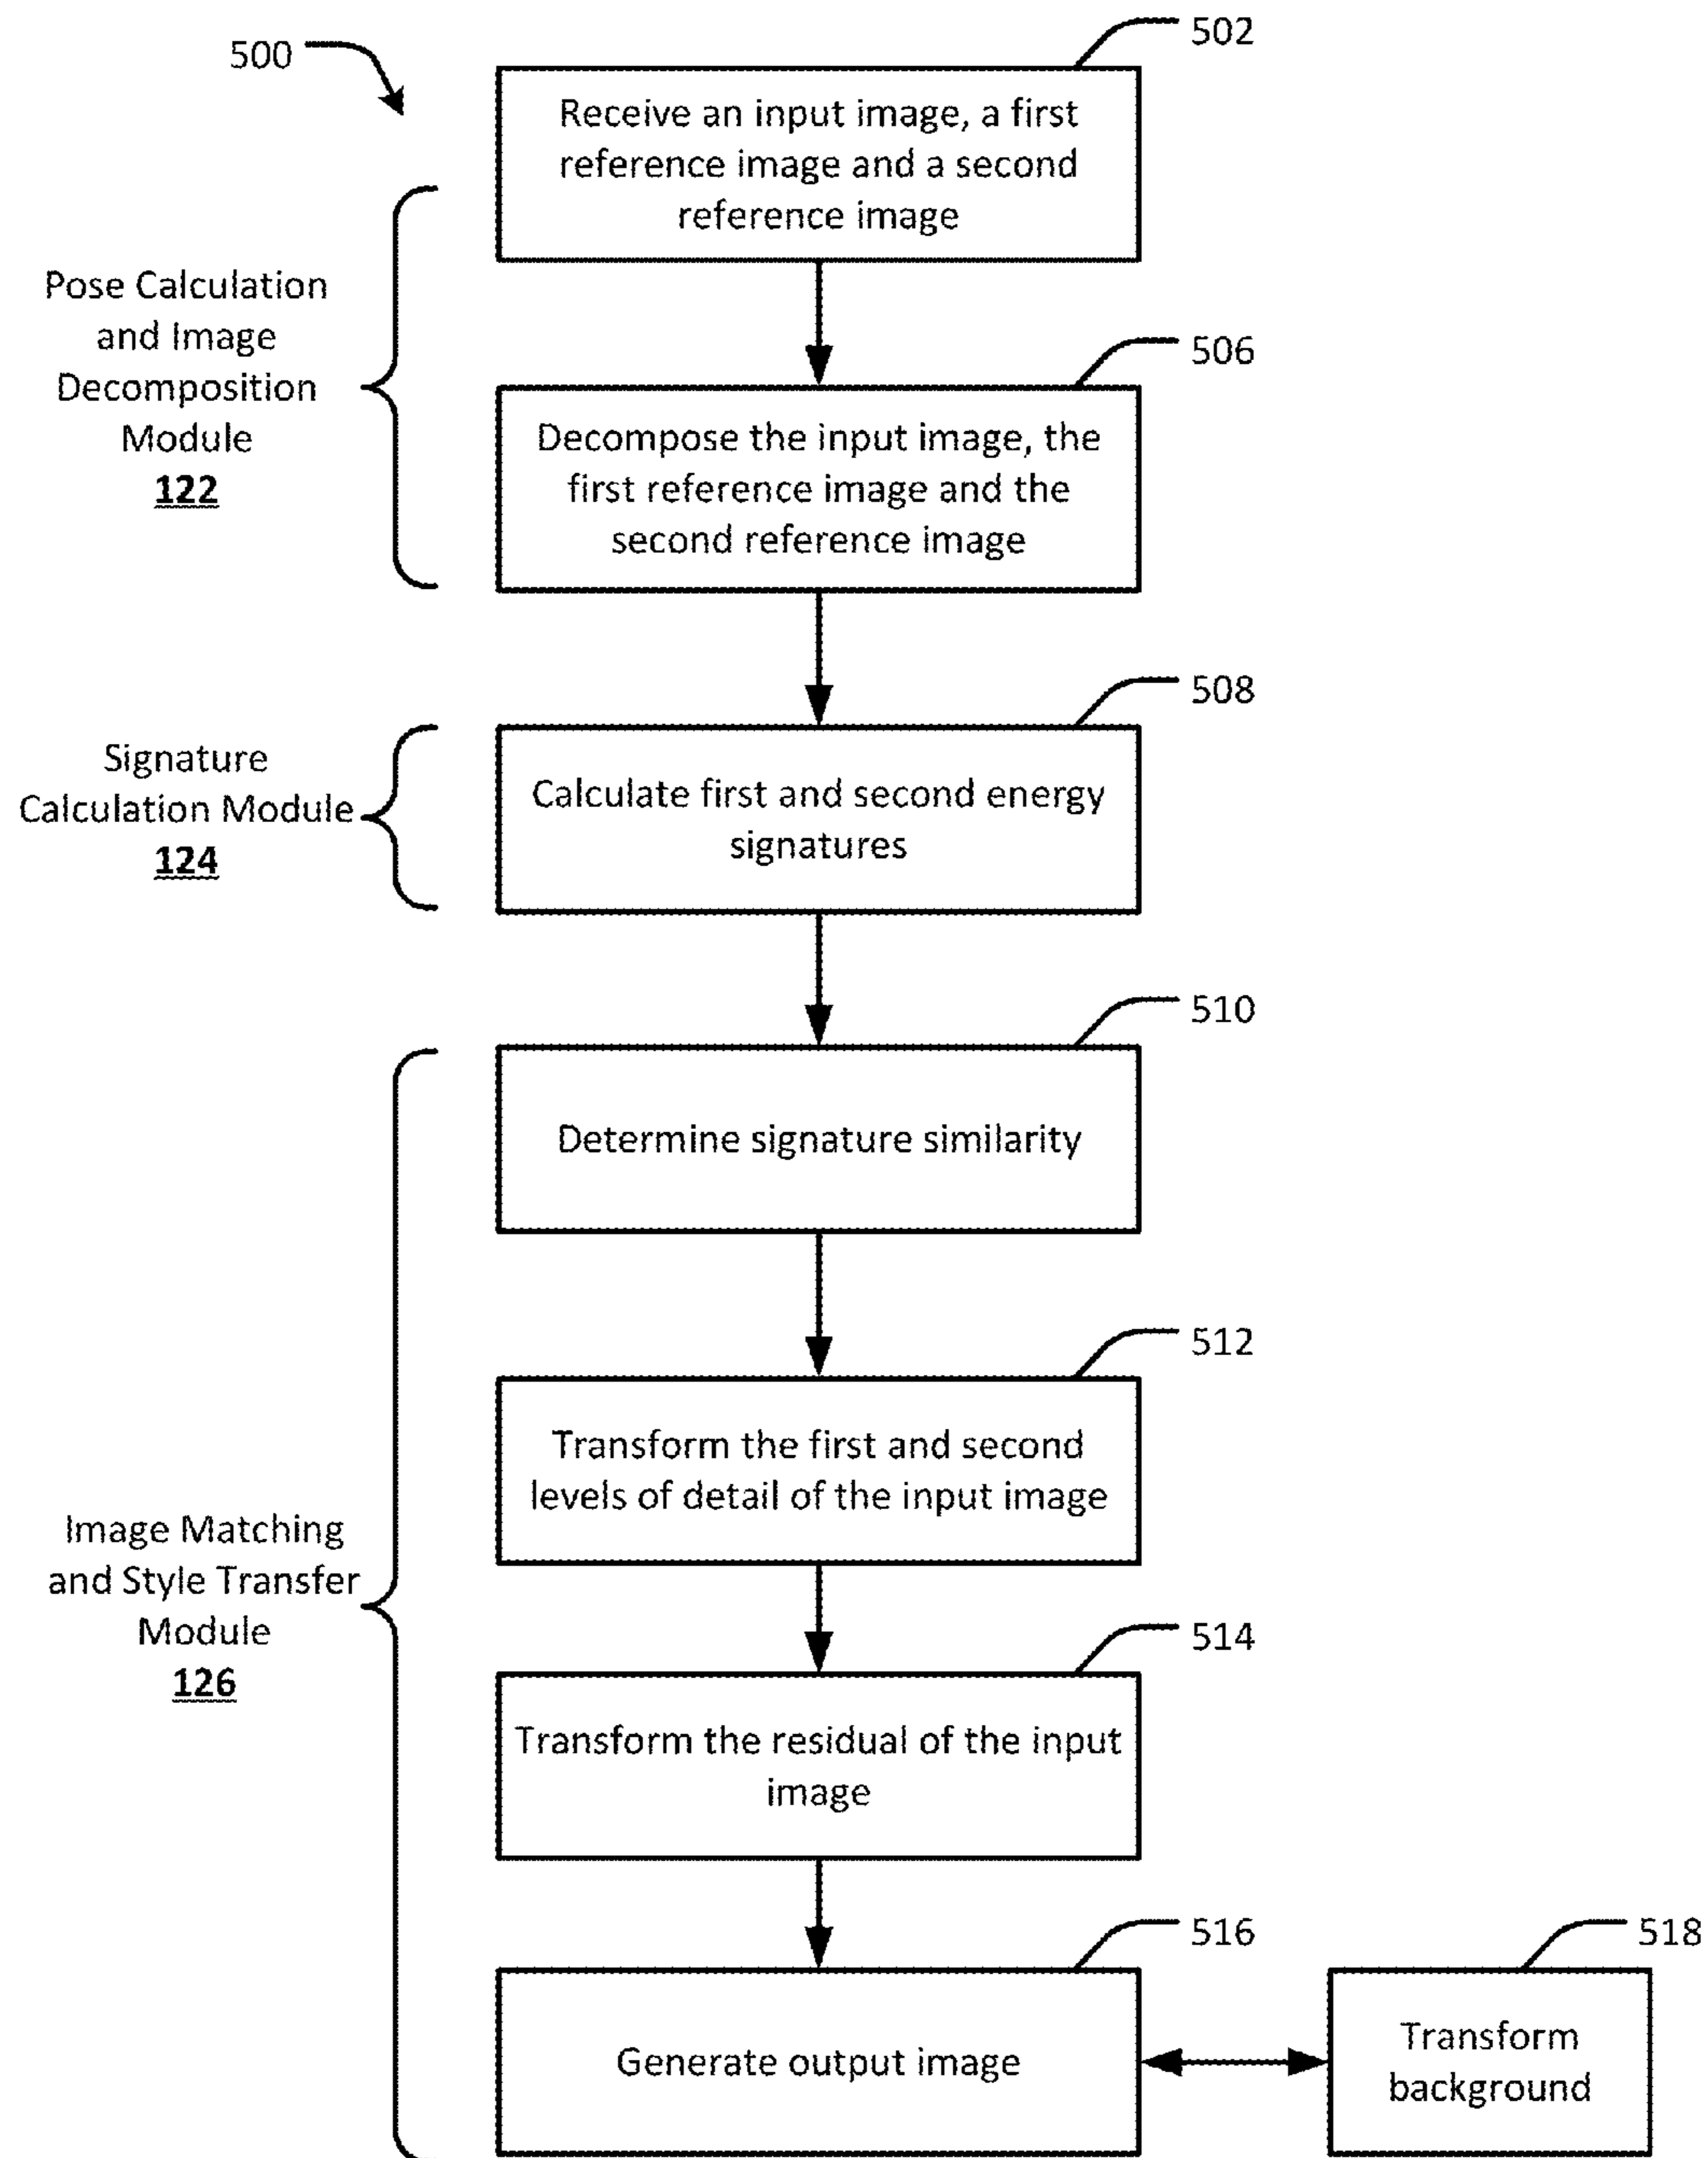 500
502
Receive an input image, a first
reference image and a second
reference image
Pose Calculation
and Image
Decomposition
Module
122
506
Decompose the input image, the
first reference image and the
second reference image
508
Signature
Calculation Module
124
Calculate first and second energy
signatures
510
Determine signature similarity
512
Transform the first and second
levels of detail of the input image
Image Matching
and Style Transfer
Module
126
514
Transform the residual of the input
image
516
Generate output image
518
Transform
background